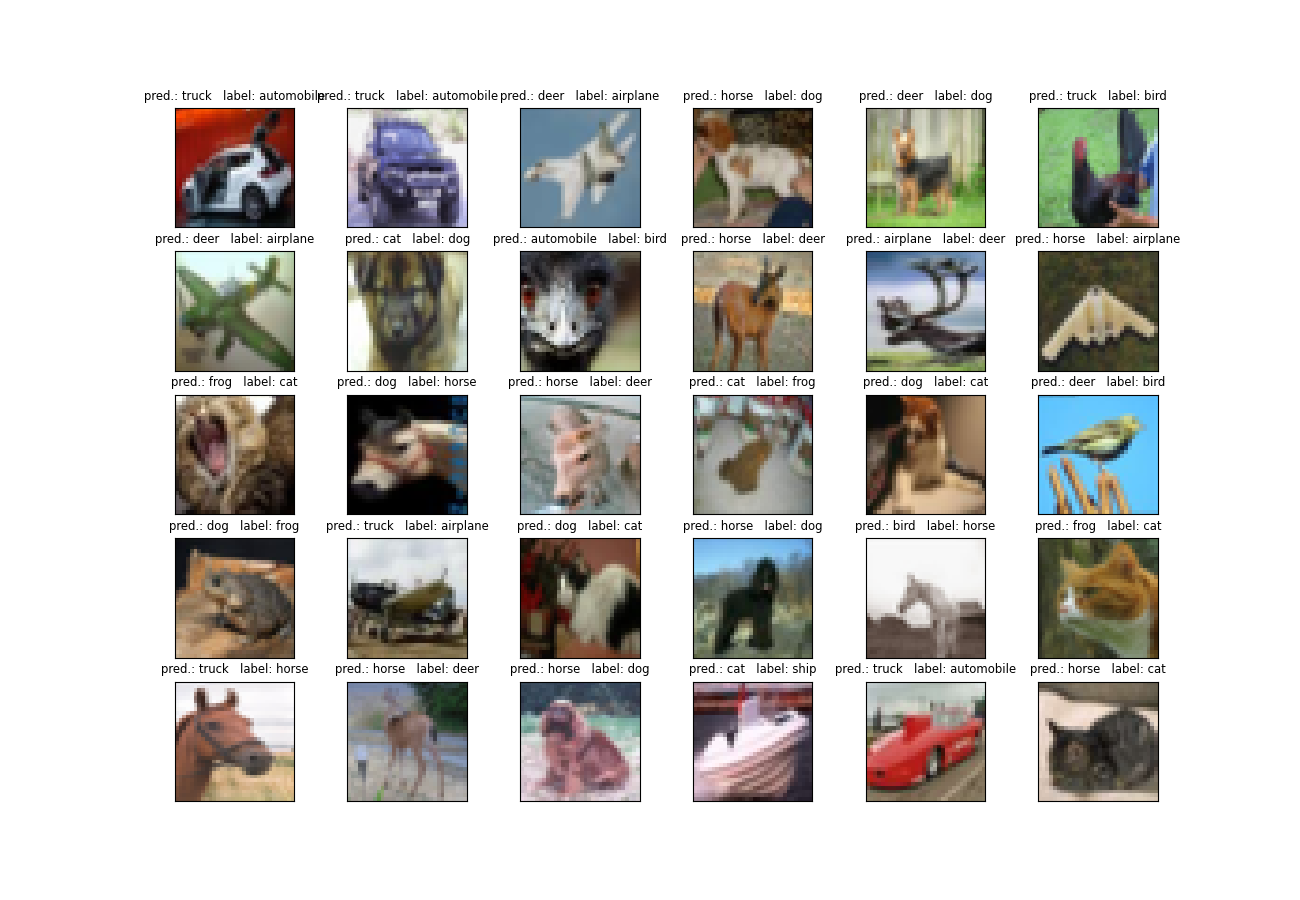 pred.: truck label: automobile pred.: truck label: automobile pred.: deer label: airplane pred.: horse label: dog pred.: deer label: dog pred.: truck label: bird
pred.: deer label: airplane pred.: cat label: dog pred.: automobile label: bird pred.: horse label: deer pred.: airplane label: deer pred.: horse label: airplane
pred.: frog label: cat pred.: dog label: horse pred.: horse label: deer pred.: cat label: frog pred.: dog label: cat pred.: deer label: bird
pred.: dog label: frog pred.: truck label: airplane pred.: dog label: cat pred.: horse label: dog pred.: bird label: horse pred.: frog label: cat
pred.: truck label: horse pred.: horse label: deer pred.: horse label: dog pred.: cat label: ship pred.: truck label: automobile pred.: horse label: cat